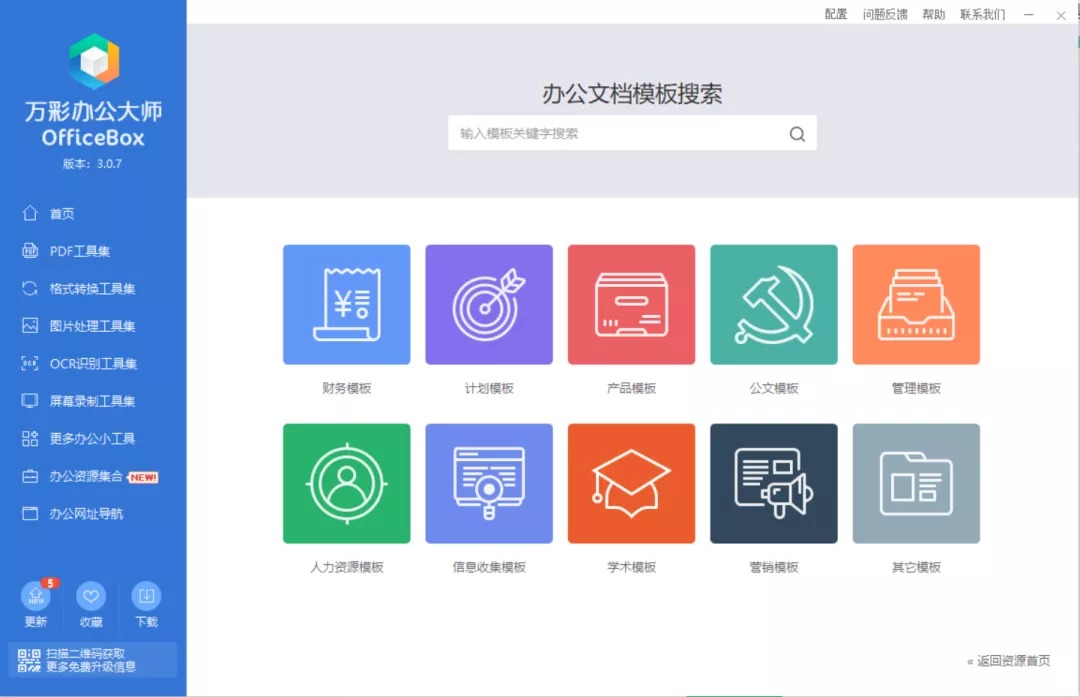 配置 问题反馈 帮助 联系我们
万彩办公大师
OfficeBox
版本：3.0.7
首页
PDF工具集
格式转换工具集
图片处理工具集
OCR识别工具集
屏幕录制工具集
更多办公小工具
办公资源集合 NEW!
办公网址导航
5
NEW
更新 收藏 下载
扫描二维码获取
更多免费升级信息
办公文档模板搜索
输入模板关键字搜索
财务模板 计划模板 产品模板 公文模板 管理模板
人力资源模板 信息收集模板 学术模板 营销模板 其它模板
« 返回资源首页